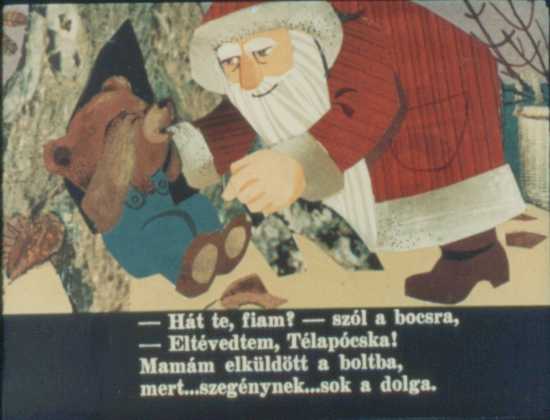 — Hát te, fiam? — szól a bocsra,
— Eltévedtem, Télapócska!
Mamám elküldött a boltba,
mert...szegénynek...sok a dolga.